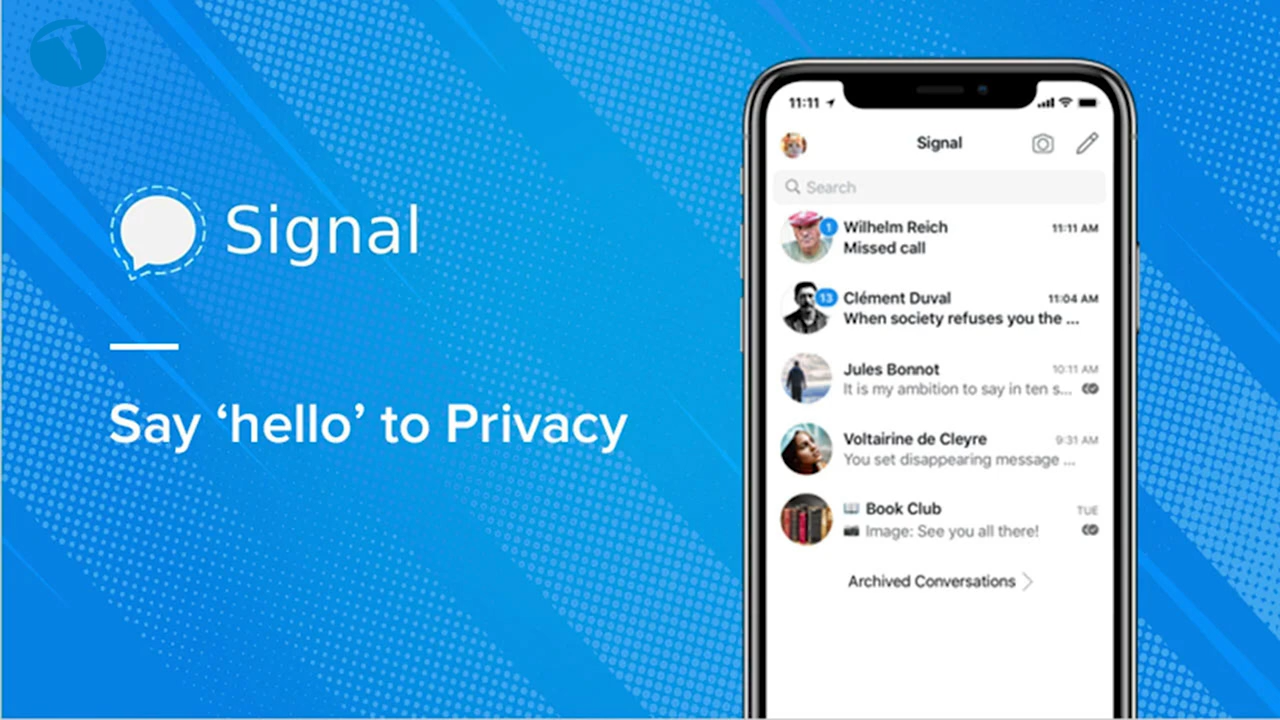 Signal
Say ‘hello’ to Privacy
11:11
Signal
Search
1
Wilhelm Reich
11:11 AM
Missed call
13
Clément Duval
11:04 AM
When society refuses you the ...
Jules Bonnot
10:11 AM
It is my ambition to say in ten s...
Voltairine de Cleyre
9:31 AM
You set disappearing message ...
Book Club
TUE
Image: See you all there!
Archived Conversations